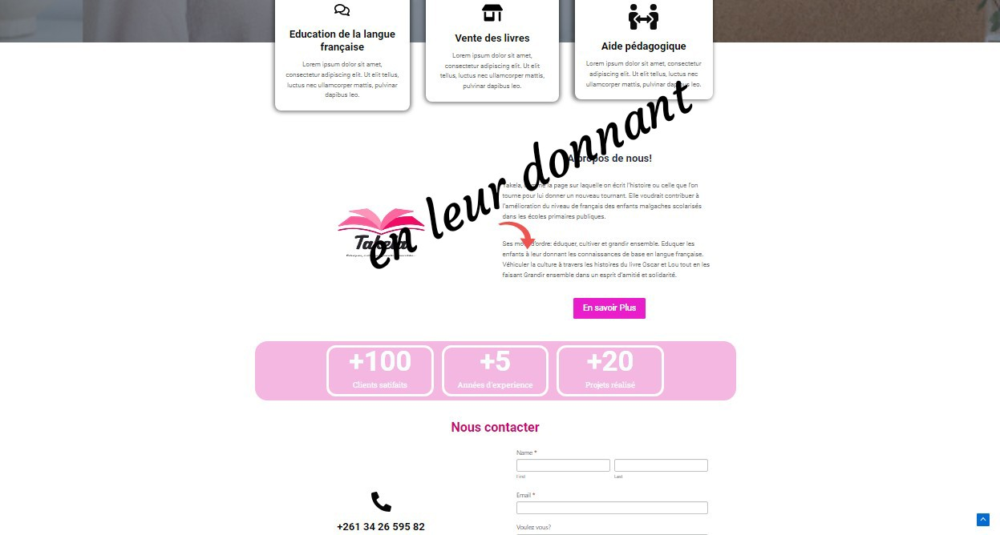 Education de la langue
française
Lorem ipsum dolor sit amet,
consectetur adipiscing elit. Ut elit tellus,
luctus nec ullamcorper mattis, pulvinar
dapibus leo.
Vente des livres
Lorem ipsum dolor sit amet,
consectetur adipiscing elit. Ut elit
tellus, luctus nec ullamcorper mattis,
pulvinar dapibus leo.
Aide pédagogique
Lorem ipsum dolor sit amet, consectetur
adipiscing elit. Ut elit tellus, luctus nec
ullamcorper mattis, pulvinar dapibus leo.
en leur donnant
Takela
A propos de nous!
Takela, comme la page sur laquelle on écrit l'histoire ou celle que l'on
tourne pour lui donner un nouveau tournant. Elle voudrait contribuer à
l'amélioration du niveau de français des enfants malgaches scolarisés
dans les écoles primaires publiques.
Ses mots d'ordre: éduquer, cultiver et grandir ensemble. Eduquer les
enfants à leur donnant les connaissances de base en langue française.
Véhiculer la culture à travers les histoires du livre Oscar et Lou tout en les
faisant Grandir ensemble dans un esprit d'amitié et solidarité.
En savoir Plus
+100
Clients satifaits
+5
Années d'experience
+20
Projets réalisé
Nous contacter
+261 34 26 595 82
Name *
First Last
Email *
Voulez vous?